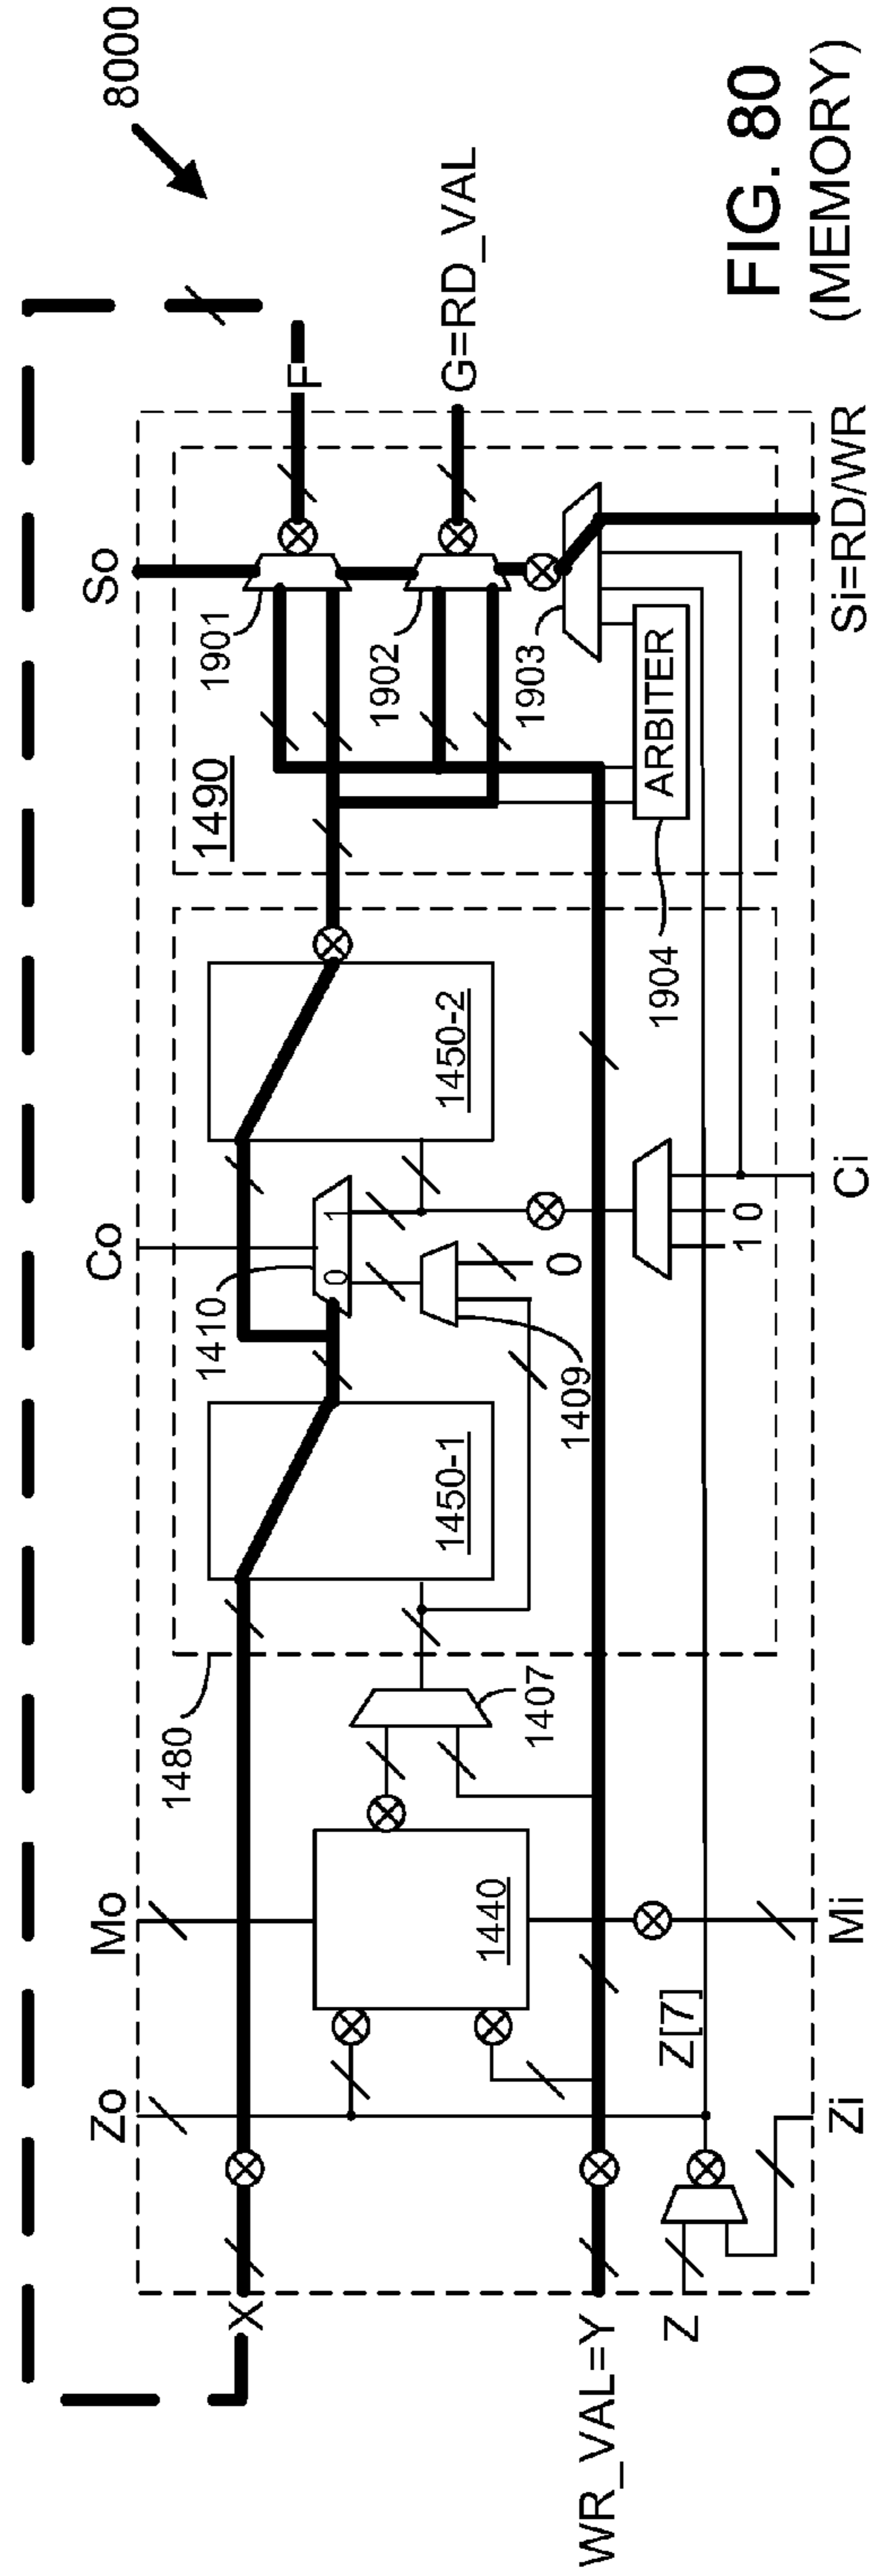 8000
So
Co
Mo
Zo
F
G=RD_VAL
1901
1902
1903
1490
ARBITER
1904
1480
1450-2
1450-1
1410
0
1
0
1409
1 0
1407
1440
Z[7]
X
WR_VAL=Y
Z
Zi
Mi
Ci
Si=RD/WR
FIG. 80
(MEMORY)